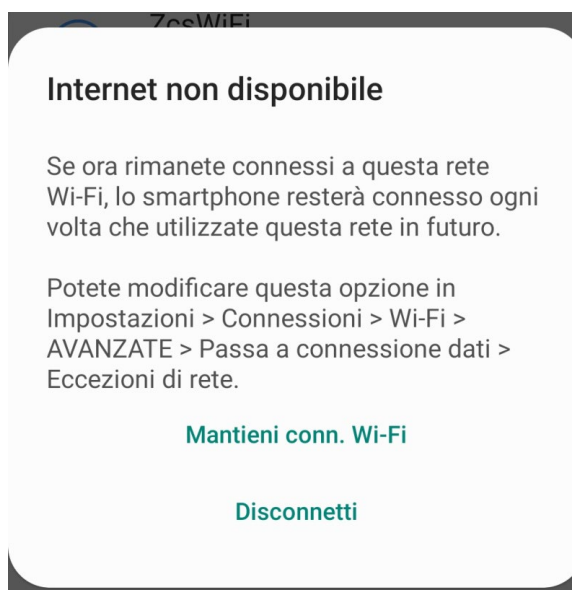 ZcsWiFi
Internet non disponibile
Se ora rimanete connessi a questa rete
Wi-Fi, lo smartphone resterà connesso ogni
volta che utilizzate questa rete in futuro.
Potete modificare questa opzione in
Impostazioni > Connessioni > Wi-Fi >
AVANZATE > Passa a connessione dati >
Eccezioni di rete.
Mantieni conn. Wi-Fi
Disconnetti